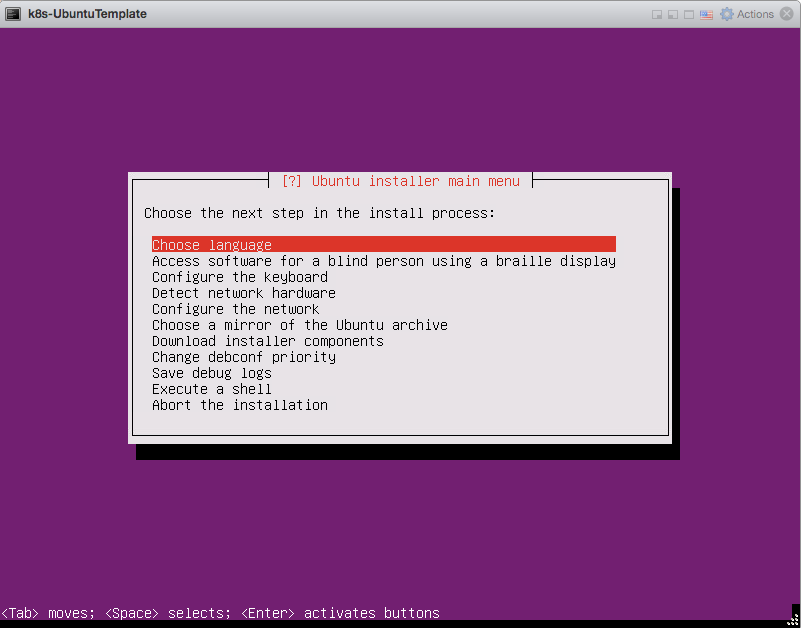 k8s-UbuntuTemplate
Actions
[?] Ubuntu installer main menu
Choose the next step in the install process:
Choose language
Access software for a blind person using a braille display
Configure the keyboard
Detect network hardware
Configure the network
Choose a mirror of the Ubuntu archive
Download installer components
Change debconf priority
Save debug logs
Execute a shell
Abort the installation
<Tab> moves; <Space> selects; <Enter> activates buttons